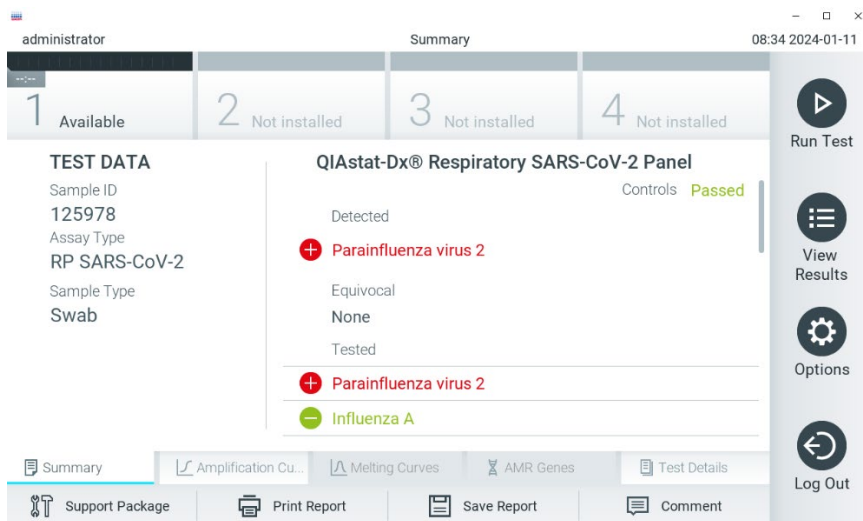 administrator
Summary
08:34 2024-01-11
--:--
1 Available
2 Not installed
3 Not installed
4 Not installed
Run Test
View Results
Options
Log Out
TEST DATA
Sample ID
125978
Assay Type
RP SARS-CoV-2
Sample Type
Swab
QIAstat-Dx® Respiratory SARS-CoV-2 Panel
Controls Passed
Detected
Parainfluenza virus 2
Equivocal
None
Tested
Parainfluenza virus 2
Influenza A
Summary
Amplification Cu...
Melting Curves
AMR Genes
Test Details
Support Package
Print Report
Save Report
Comment